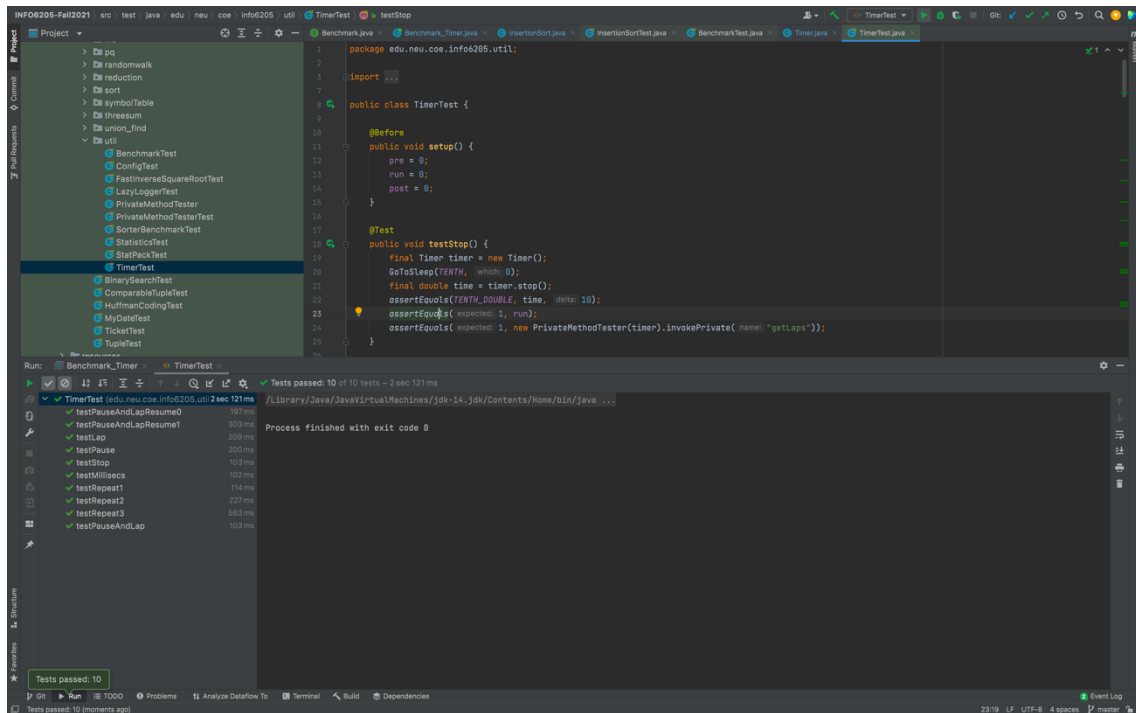 INFO6205-Fall2021 src test java edu neu coe info6205 util TimerTest testStop TimerTest Git:
Project
Benchmark.java Benchmark_Timer.java InsertionSort.java InsertionSortTest.java BenchmarkTest.java Timer.java TimerTest.java
pq
randomwalk
reduction
sort
symbolTable
threesum
union_find
util
BenchmarkTest
ConfigTest
FastInverseSquareRootTest
LazyLoggerTest
PrivateMethodTester
PrivateMethodTesterTest
SorterBenchmarkTest
StatisticsTest
StatPackTest
TimerTest
BinarySearchTest
ComparableTupleTest
HuffmanCodingTest
MyDateTest
TicketTest
TupleTest
resources
Project
Commit
Pull Requests
1 package edu.neu.coe.info6205.util;
2
3 import ...
7
8 public class TimerTest {
9
10 @Before
11 public void setup() {
12 pre = 0;
13 run = 0;
14 post = 0;
15 }
16
17 @Test
18 public void testStop() {
19 final Timer timer = new Timer();
20 GoToSleep(TENTH, which: 0);
21 final double time = timer.stop();
22 assertEquals(TENTH_DOUBLE, time, delta: 10);
23 assertEquals( expected: 1, run);
24 assertEquals( expected: 1, new PrivateMethodTester(timer).invokePrivate( name: "getLaps"));
25 }
26
1
Run: Benchmark_Timer TimerTest
Tests passed: 10 of 10 tests – 2 sec 121 ms
TimerTest (edu.neu.coe.info6205.util 2 sec 121 ms
testPauseAndLapResume0 197 ms
testPauseAndLapResume1 303 ms
testLap 209 ms
testPause 200 ms
testStop 103 ms
testMillisecs 102 ms
testRepeat1 114 ms
testRepeat2 227 ms
testRepeat3 563 ms
testPauseAndLap 103 ms
/Library/Java/JavaVirtualMachines/jdk-14.jdk/Contents/Home/bin/java ...
Process finished with exit code 0
Structure
Favorites
Tests passed: 10
Git Run TODO Problems Analyze Dataflow To Terminal Build Dependencies 2 Event Log
Tests passed: 10 (moments ago) 23:19 LF UTF-8 4 spaces master